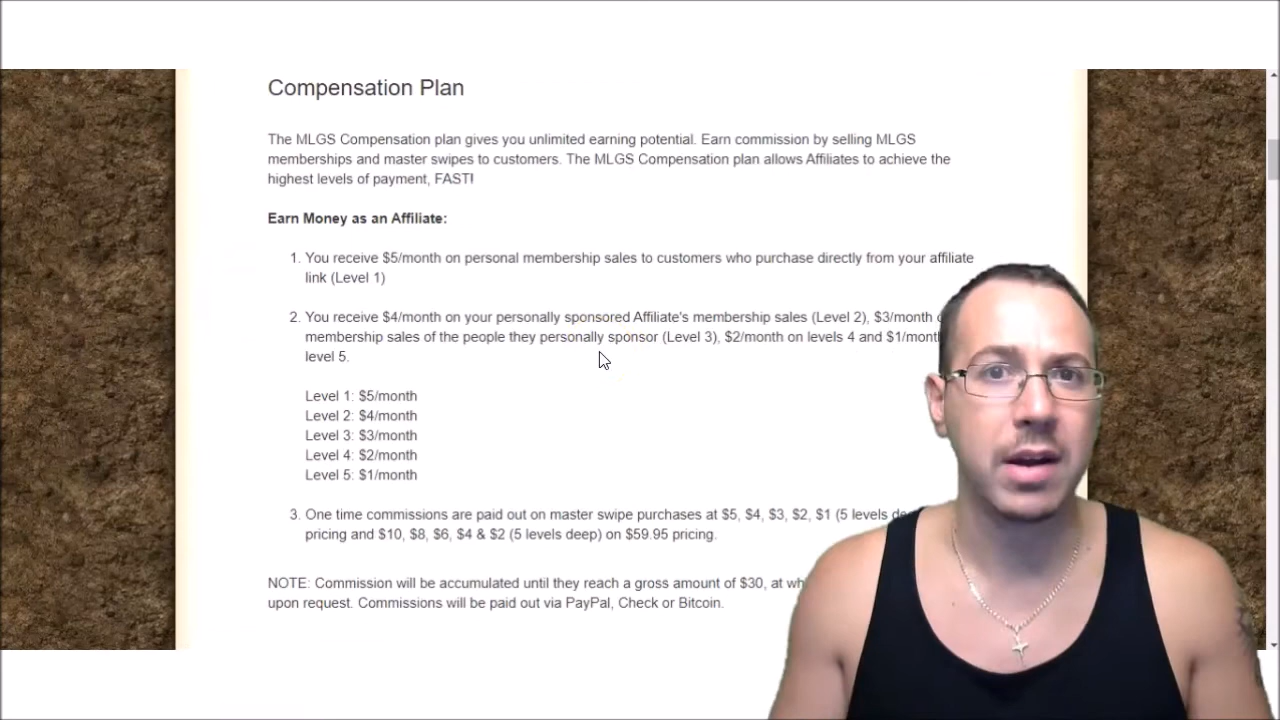 Compensation Plan
The MLGS Compensation plan gives you unlimited earning potential. Earn commission by selling MLGS
memberships and master swipes to customers. The MLGS Compensation plan allows Affiliates to achieve the
highest levels of payment, FAST!
Earn Money as an Affiliate:
1. You receive $5/month on personal membership sales to customers who purchase directly from your affiliate
link (Level 1)
2. You receive $4/month on your personally sponsored Affiliate's membership sales (Level 2), $3/month
membership sales of the people they personally sponsor (Level 3), $2/month on levels 4 and $1/month
level 5.
Level 1: $5/month
Level 2: $4/month
Level 3: $3/month
Level 4: $2/month
Level 5: $1/month
3. One time commissions are paid out on master swipe purchases at $5, $4, $3, $2, $1 (5 levels
pricing and $10, $8, $6, $4 & $2 (5 levels deep) on $59.95 pricing.
NOTE: Commission will be accumulated until they reach a gross amount of $30, at
upon request. Commissions will be paid out via PayPal, Check or Bitcoin.